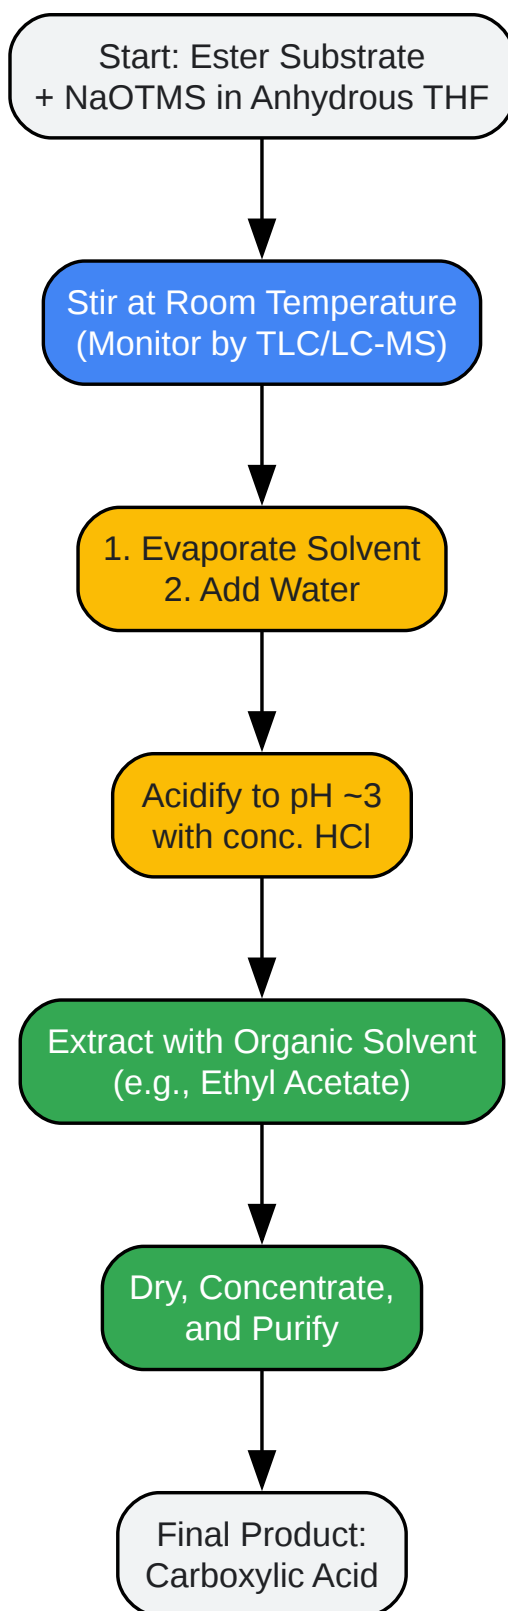 Start: Ester Substrate
+ NaOTMS in Anhydrous THF
Stir at Room Temperature
(Monitor by TLC/LC-MS)
1. Evaporate Solvent
2. Add Water
Acidify to pH ~3
with conc. HCl
Extract with Organic Solvent
(e.g., Ethyl Acetate)
Dry, Concentrate,
and Purify
Final Product:
Carboxylic Acid